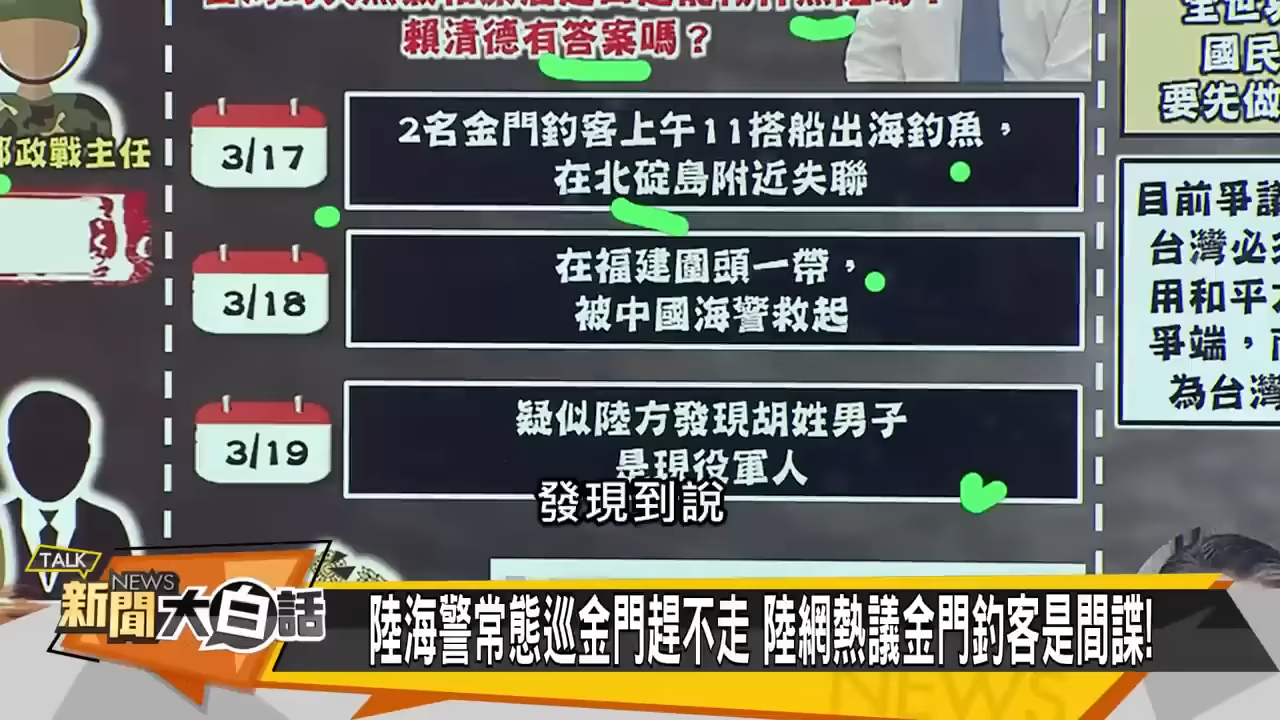 賴清德有答案嗎？
部政戰主任
3/17
2名金門釣客上午11搭船出海釣魚，
在北碇島附近失聯
3/18
在福建圍頭一帶，
被中國海警救起
3/19
疑似陸方發現胡姓男子
是現役軍人
國民
要先做
目前爭議
台灣必
用和平
爭端，
為台灣
發現到說
TALK
NEWS
新聞大白話
陸海警常態巡金門趕不走 陸網熱議金門釣客是間諜!
NEWS